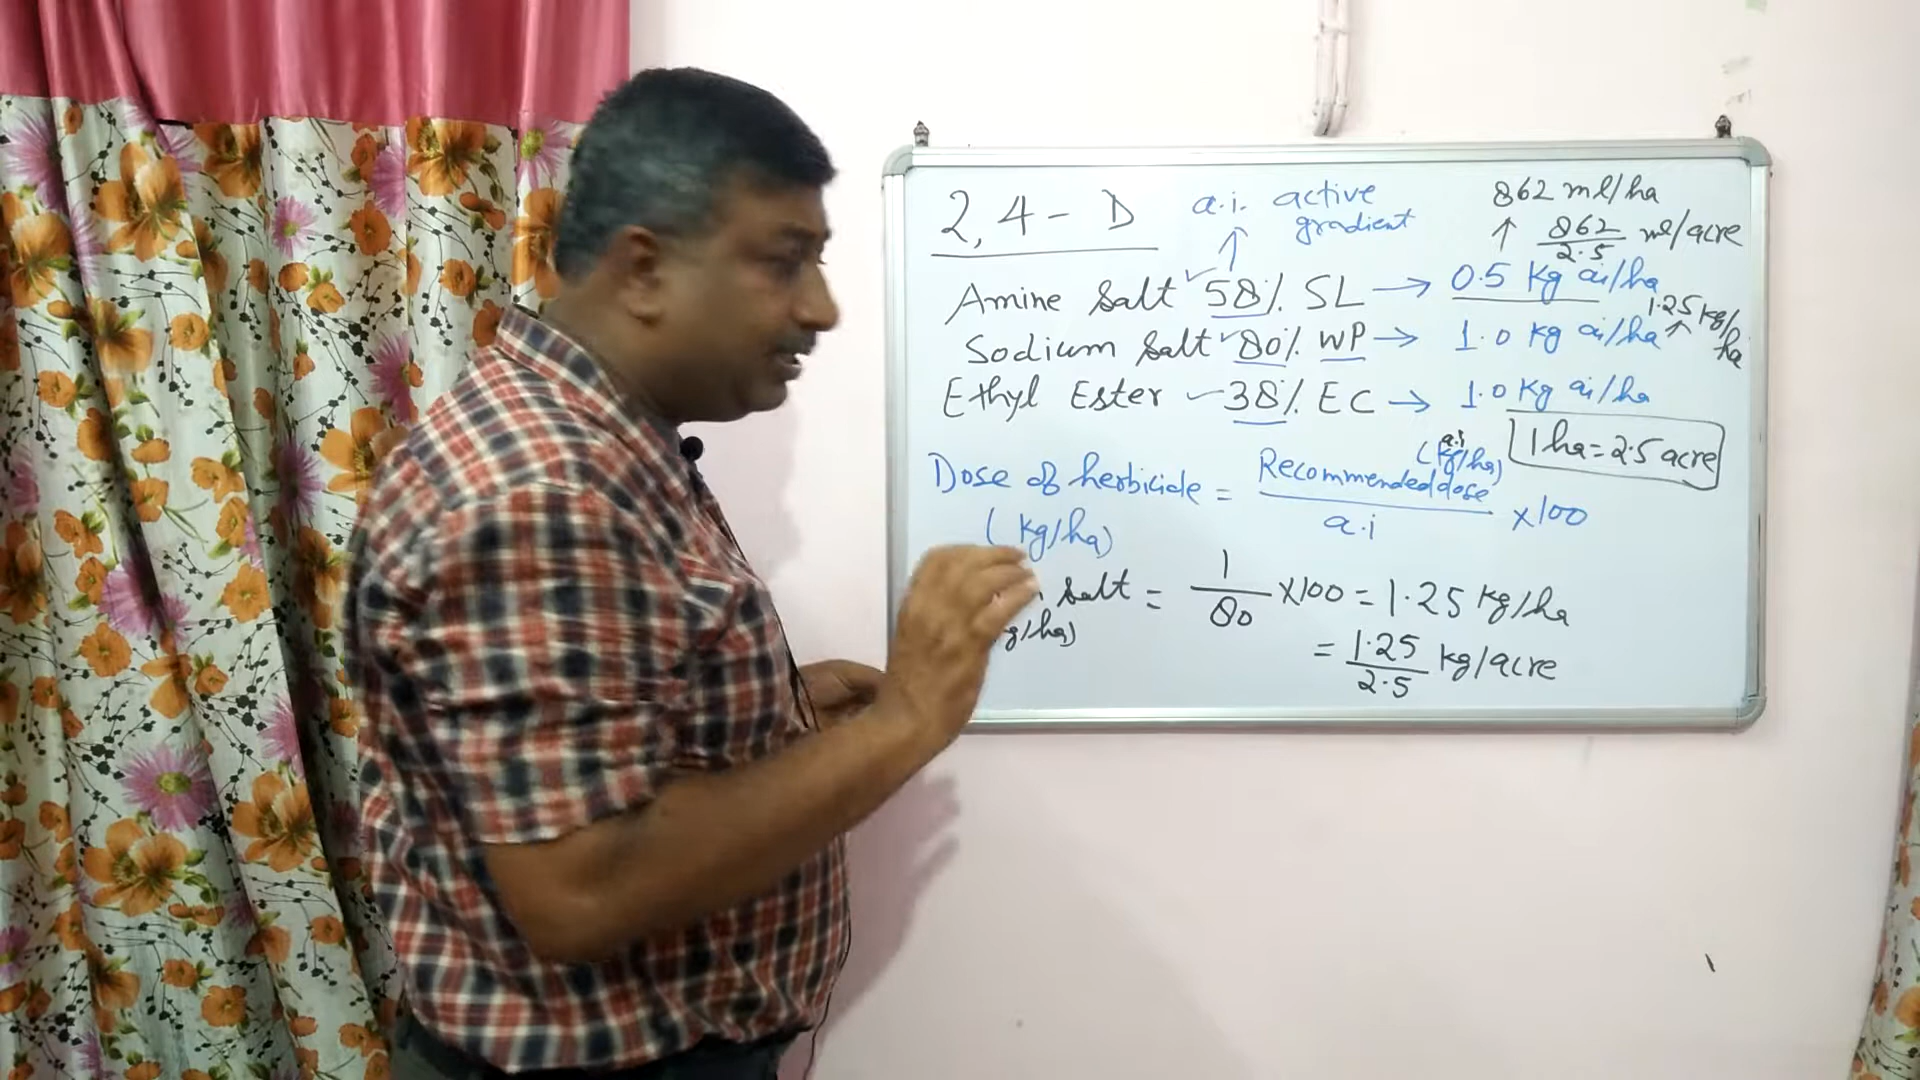 2,4-D
a.i. active
gradient
862 ml/ha
↑ 862/2.5 ml/acre
Amine Salt ✓58% SL → 0.5 Kg ai/ha
Sodium Salt ✓80% WP → 1.0 Kg ai/ha
1.25 Kg/ha
Ethyl Ester ✓38% EC → 1.0 Kg ai/ha
1 ha = 2.5 acre
Dose of herbicide = Recommended dose / a.i × 100
(a.i kg/ha)
(Kg/ha)
salt = 1/80 ×100 = 1.25 Kg/ha
g/ha)
= 1.25/2.5 Kg/acre